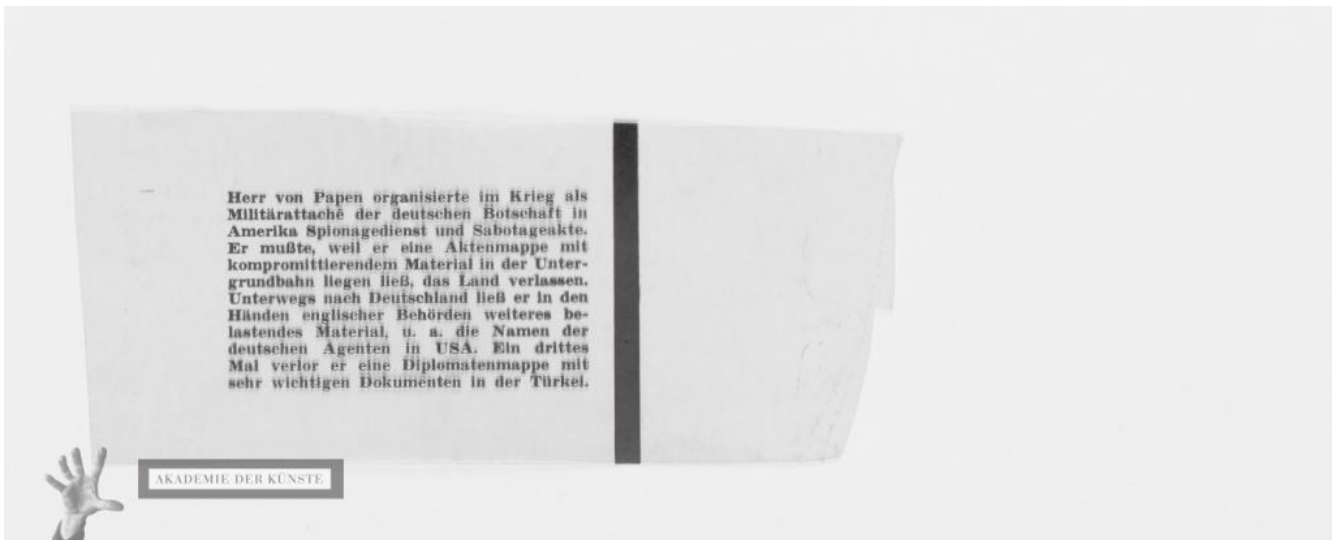 Herr von Papen organisierte im Krieg als
Militärattaché der deutschen Botschaft in
Amerika Spionagedienst und Sabotageakte.
Er mußte, weil er eine Aktenmappe mit
kompromittierendem Material in der Unter-
grundbahn liegen ließ, das Land verlassen.
Unterwegs nach Deutschland ließ er in den
Händen englischer Behörden weiteres be-
lastendes Material, u. a. die Namen der
deutschen Agenten in USA. Ein drittes
Mal verlor er eine Diplomatenmappe mit
sehr wichtigen Dokumenten in der Türkei.
AKADEMIE DER KÜNSTE